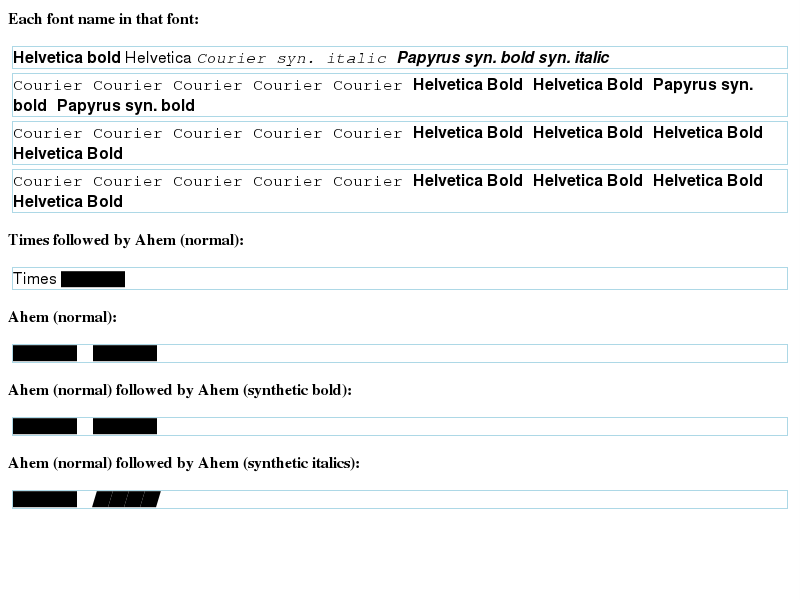 Each font name in that font:
Helvetica bold Helvetica Courier syn. italic Papyrus syn. bold syn. italic
Courier Courier Courier Courier Courier Helvetica Bold Helvetica Bold Papyrus syn.
bold Papyrus syn. bold
Courier Courier Courier Courier Courier Helvetica Bold Helvetica Bold Helvetica Bold
Helvetica Bold
Courier Courier Courier Courier Courier Helvetica Bold Helvetica Bold Helvetica Bold
Helvetica Bold
Times followed by Ahem (normal):
Times
Ahem (normal):
Ahem (normal) followed by Ahem (synthetic bold):
Ahem (normal) followed by Ahem (synthetic italics):